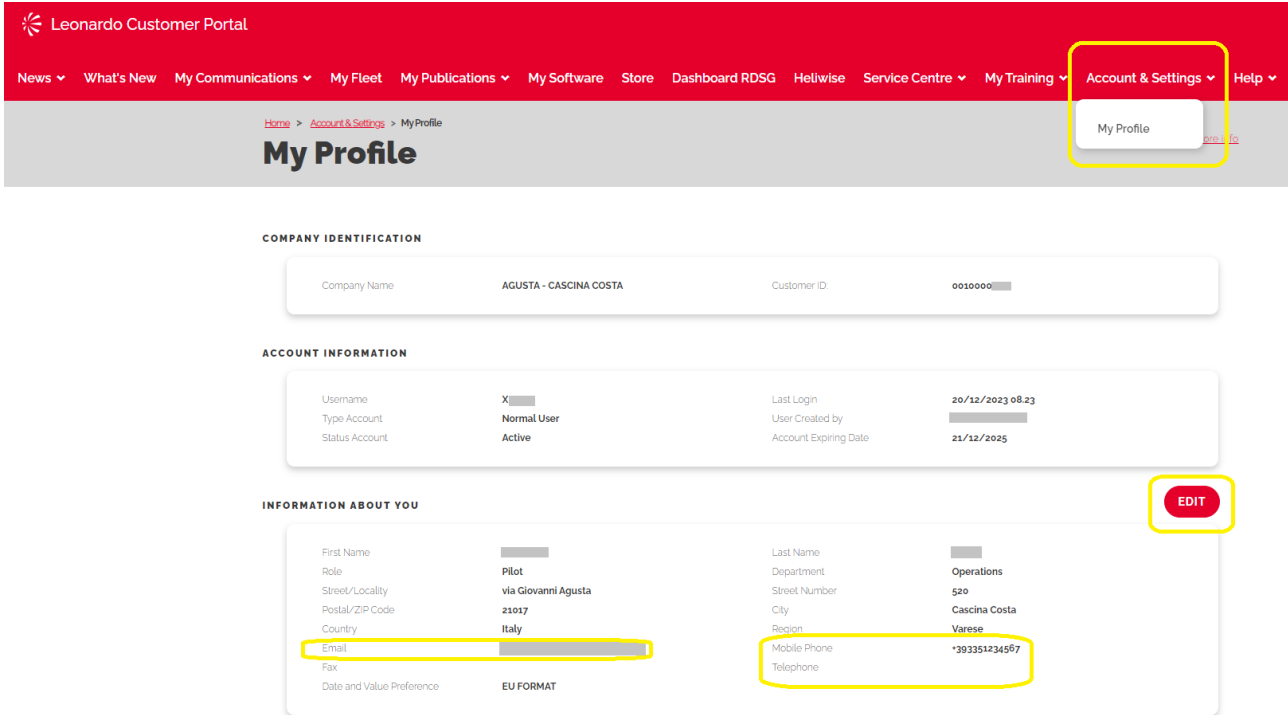 Leonardo Customer Portal
News What's New My Communications My Fleet My Publications My Software Store Dashboard RDSG Heliwise Service Centre My Training Account & Settings Help
Home > Account & Settings > My Profile
My Profile
My Profile
ore info
COMPANY IDENTIFICATION
Company Name AGUSTA - CASCINA COSTA Customer ID: 0010000
ACCOUNT INFORMATION
Username X Last Login 20/12/2023 08.23
Type Account Normal User User Created by
Status Account Active Account Expiring Date 21/12/2025
INFORMATION ABOUT YOU
EDIT
First Name Last Name
Role Pilot Department Operations
Street/Locality via Giovanni Agusta Street Number 520
Postal/ZIP Code 21017 City Cascina Costa
Country Italy Region Varese
Email Mobile Phone +393351234567
Fax Telephone
Date and Value Preference EU FORMAT